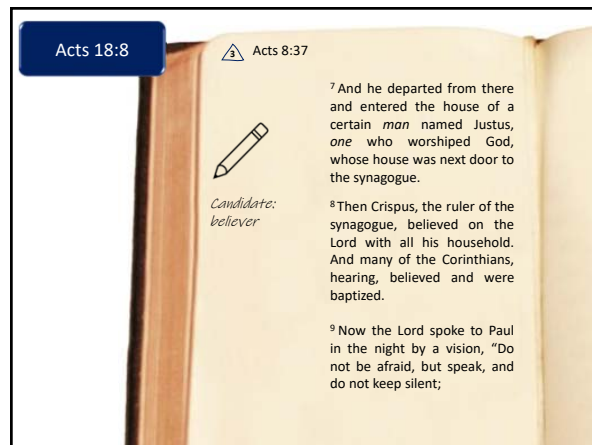 Acts 18:8
3 Acts 8:37
7 And he departed from there
and entered the house of a
certain man named Justus,
one who worshiped God,
whose house was next door to
the synagogue.
Candidate:
believer
8 Then Crispus, the ruler of the
synagogue, believed on the
Lord with all his household.
And many of the Corinthians,
hearing, believed and were
baptized.
9 Now the Lord spoke to Paul
in the night by a vision, “Do
not be afraid, but speak, and
do not keep silent;